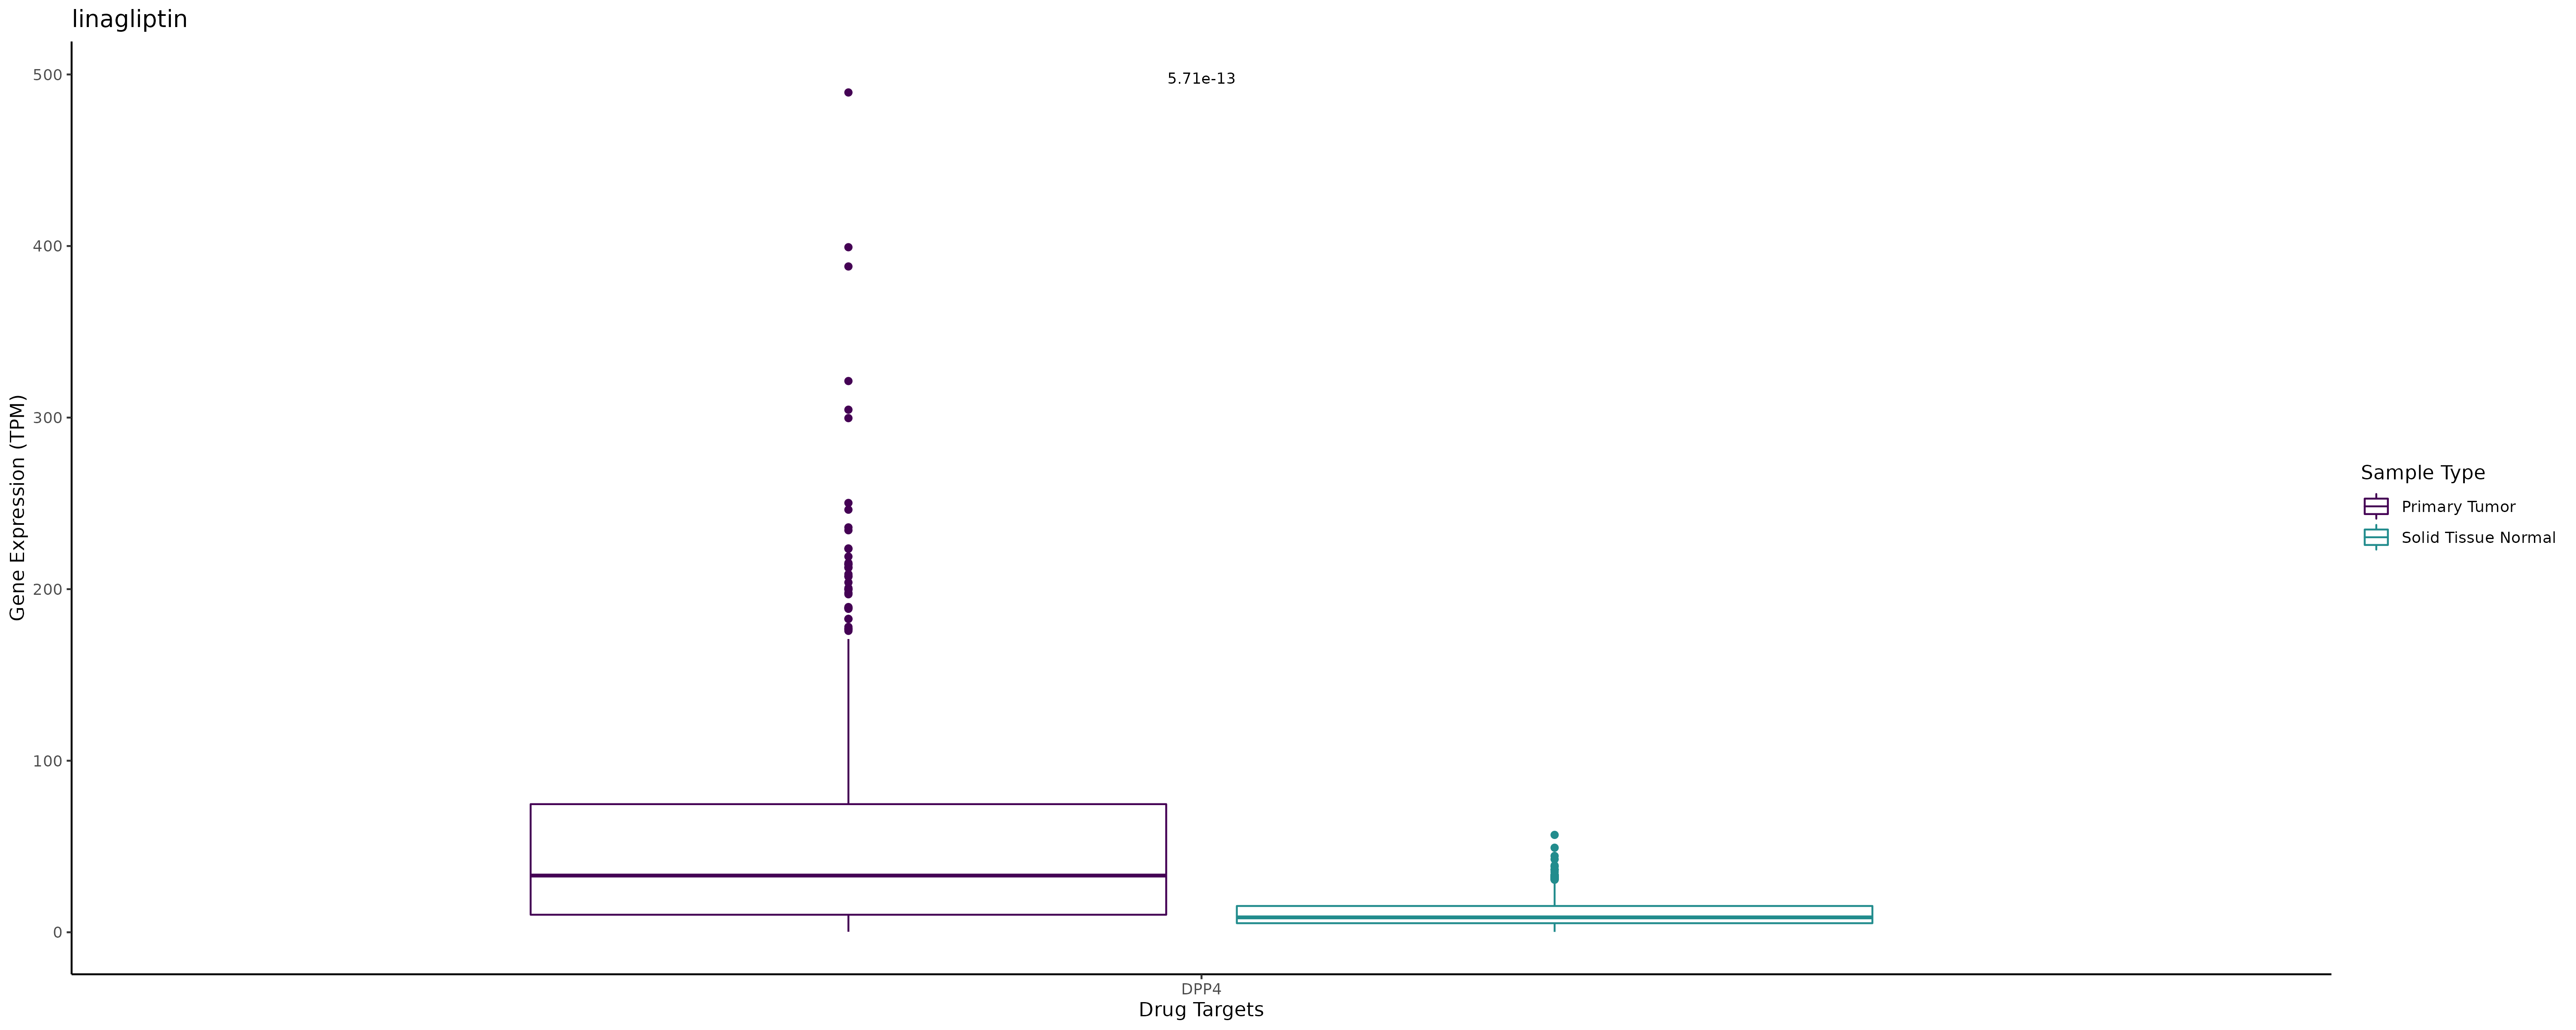 linagliptin
500
400
300
200
100
0
Gene Expression (TPM)
5.71e-13
DPP4
Drug Targets
Sample Type
Primary Tumor
Solid Tissue Normal